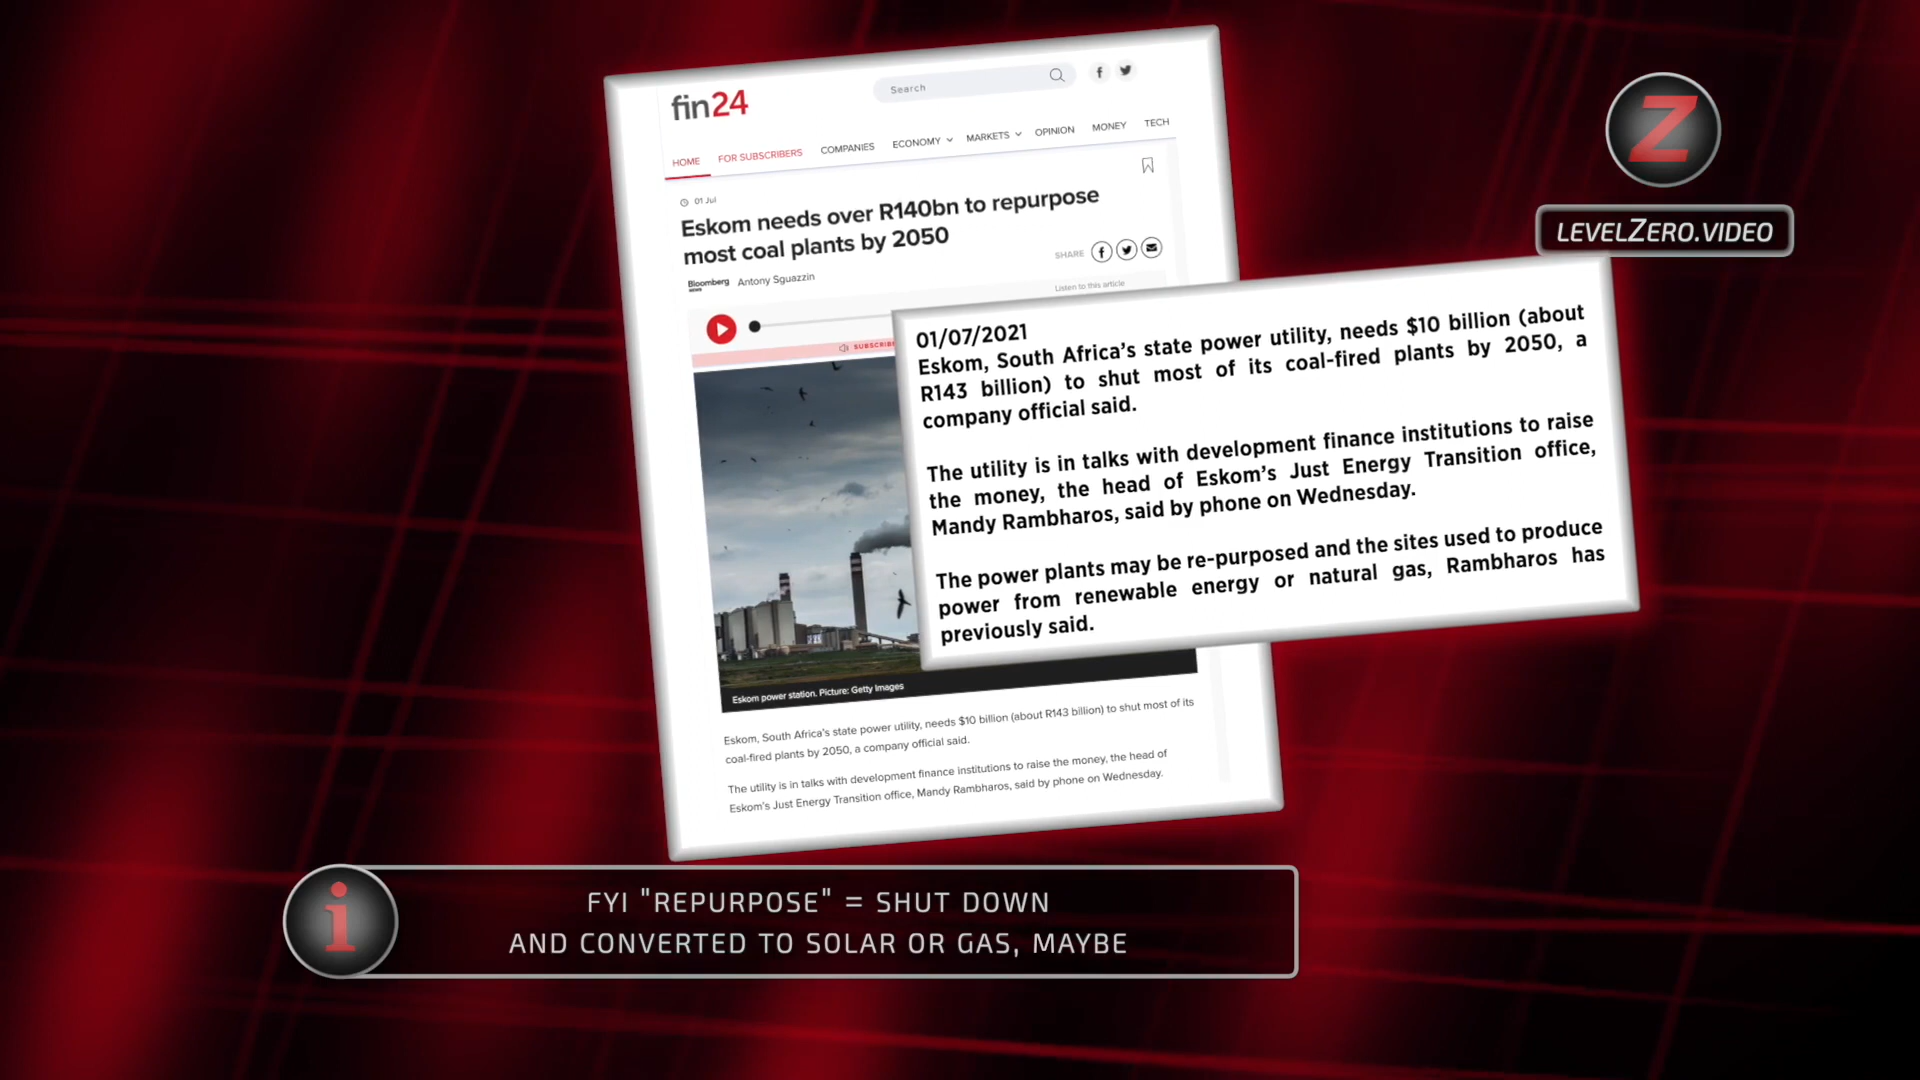 fin24
Search
HOME FOR SUBSCRIBERS COMPANIES ECONOMY MARKETS OPINION MONEY TECH
01 Jul
Eskom needs over R140bn to repurpose
most coal plants by 2050
SHARE
Bloomberg
NEWS
Antony Sguazzin
Listen to this article
Z
LEVELZERO.VIDEO
01/07/2021
Eskom, South Africa's state power utility, needs $10 billion (about
R143 billion) to shut most of its coal-fired plants by 2050, a
company official said.
The utility is in talks with development finance institutions to raise
the money, the head of Eskom's Just Energy Transition office,
Mandy Rambharos, said by phone on Wednesday.
The power plants may be re-purposed and the sites used to produce
power from renewable energy or natural gas, Rambharos has
previously said.
Eskom power station. Picture: Getty Images
Eskom, South Africa's state power utility, needs $10 billion (about R143 billion) to shut most of its
coal-fired plants by 2050, a company official said.
The utility is in talks with development finance institutions to raise the money, the head of
Eskom's Just Energy Transition office, Mandy Rambharos, said by phone on Wednesday.
i
FYI "REPURPOSE" = SHUT DOWN
AND CONVERTED TO SOLAR OR GAS, MAYBE